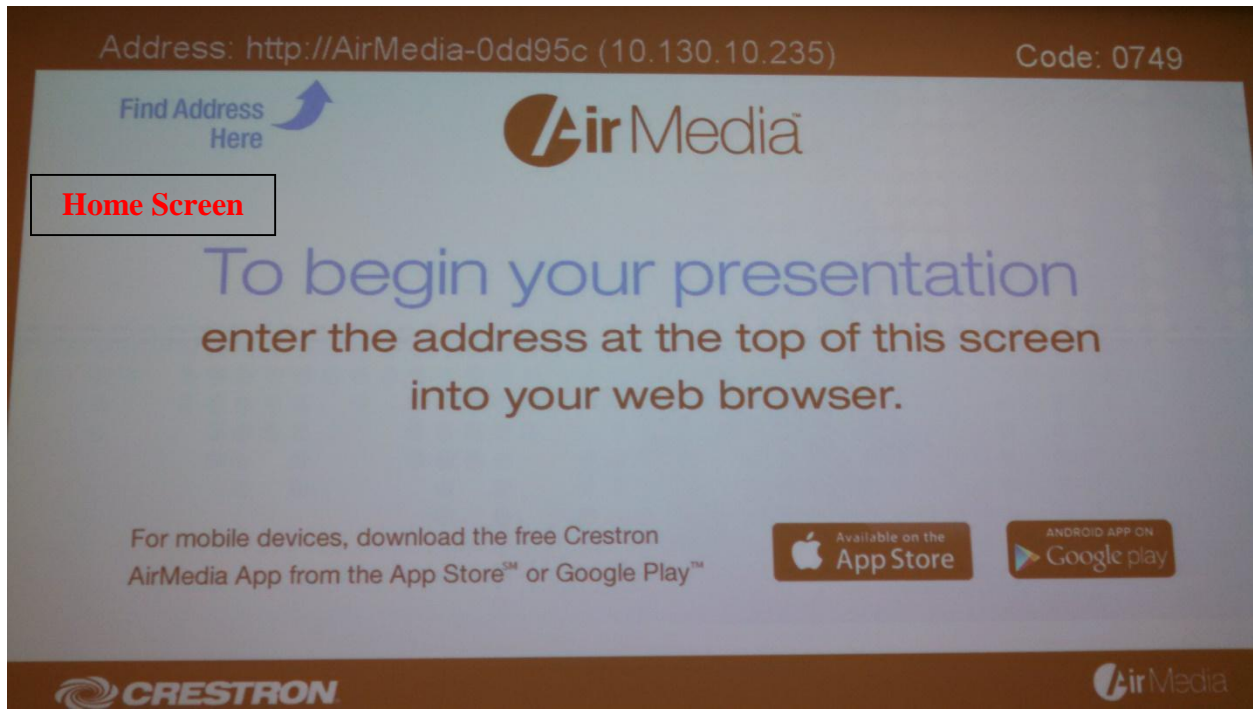 Address: http://AirMedia-0dd95c (10.130.10.235)
Code: 0749
Find Address
Here
AirMedia™
Home Screen
To begin your presentation
enter the address at the top of this screen
into your web browser.
For mobile devices, download the free Crestron
AirMedia App from the App Store℠ or Google Play™
Available on the
App Store
ANDROID APP ON
Google play
CRESTRON
AirMedia